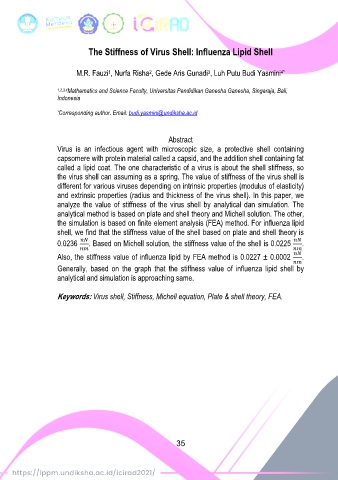 Kampus
Merdeka
iCiRAD
The Stiffness of Virus Shell: Influenza Lipid Shell
M.R. Fauzi¹, Nurfa Risha², Gede Aris Gunadi³, Luh Putu Budi Yasmini⁴*
1,2,3,4Mathematics and Science Faculty, Universitas Pendidikan Ganesha Ganesha, Singaraja, Bali,
Indonesia
*Corresponding author. Email: budi.yasmini@undiksha.ac.id
Abstract
Virus is an infectious agent with microscopic size, a protective shell containing
capsomere with protein material called a capsid, and the addition shell containing fat
called a lipid coat. The one characteristic of a virus is about the shell stiffness, so
the virus shell can assuming as a spring. The value of stiffness of the virus shell is
different for various viruses depending on intrinsic properties (modulus of elasticity)
and extrinsic properties (radius and thickness of the virus shell). In this paper, we
analyze the value of stiffness of the virus shell by analytical dan simulation. The
analytical method is based on plate and shell theory and Michell solution. The other,
the simulation is based on finite element analysis (FEA) method. For influenza lipid
shell, we find that the stiffness value of the shell based on plate and shell theory is
0.0236 nN/nm. Based on Michell solution, the stiffness value of the shell is 0.0225 nN/nm.
Also, the stiffness value of influenza lipid by FEA method is 0.0227 ± 0.0002 nN/nm.
Generally, based on the graph that the stiffness value of influenza lipid shell by
analytical and simulation is approaching same.
Keywords: Virus shell, Stiffness, Michell equation, Plate & shell theory, FEA.
35
https://lppm.undiksha.ac.id/icirad2021/